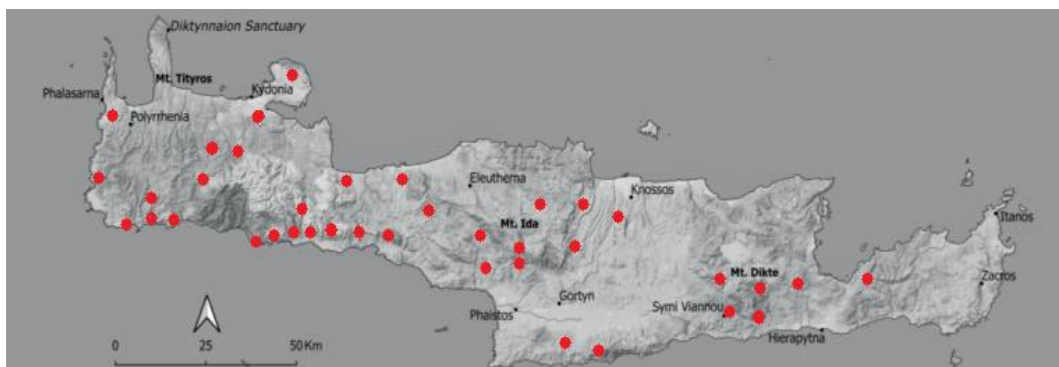 Diktynnaion Sanctuary
Mt. Tityros
Kydonia
Phalasarna
Polyrrhenia
Eleutherna
Knossos
Mt. Ida
Itanos
Mt. Dikte
Zacros
Gortyn
Symi Viannou
Phaistos
Hierapytna
0 25 50 Km